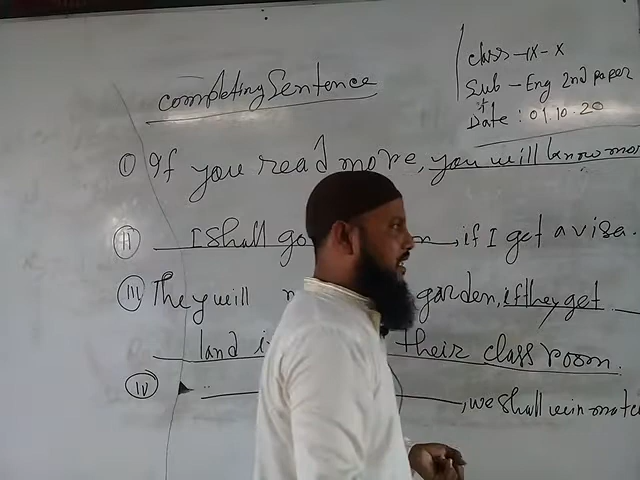 Class - IX - X
Sub - Eng 2nd paper
Date : 01.10.20
Completing Sentence
(i) If you read more, you will know mor
(ii) I shall go if I get a visa.
(iii) They will garden, if they get
land their class room.
(iv) , we shall win